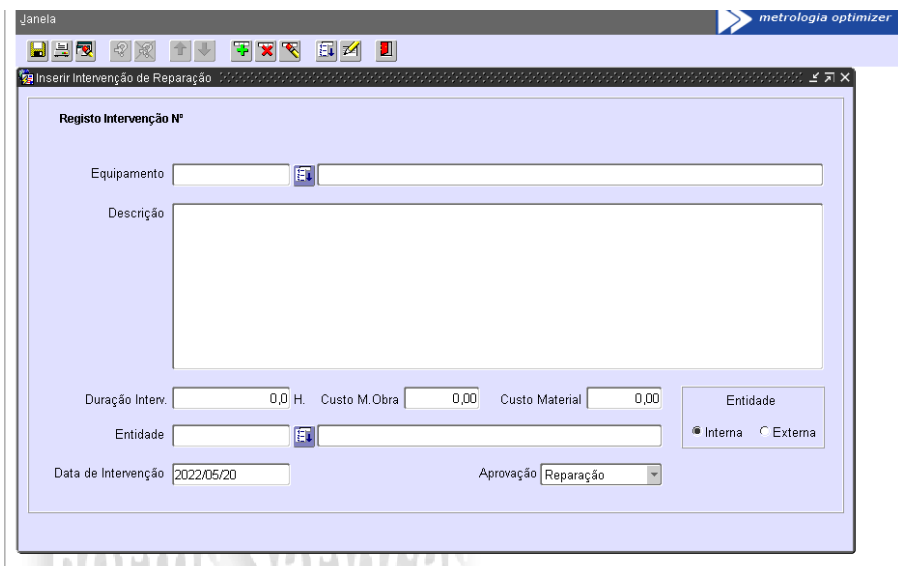 Janela
metrologia optimizer
Inserir Intervenção de Reparação
Registo Intervenção Nº
Equipamento
Descrição
Duração Interv. 0,0 H. Custo M.Obra 0,00 Custo Material 0,00 Entidade
Entidade Interna Externa
Data de Intervenção 2022/05/20 Aprovação Reparação